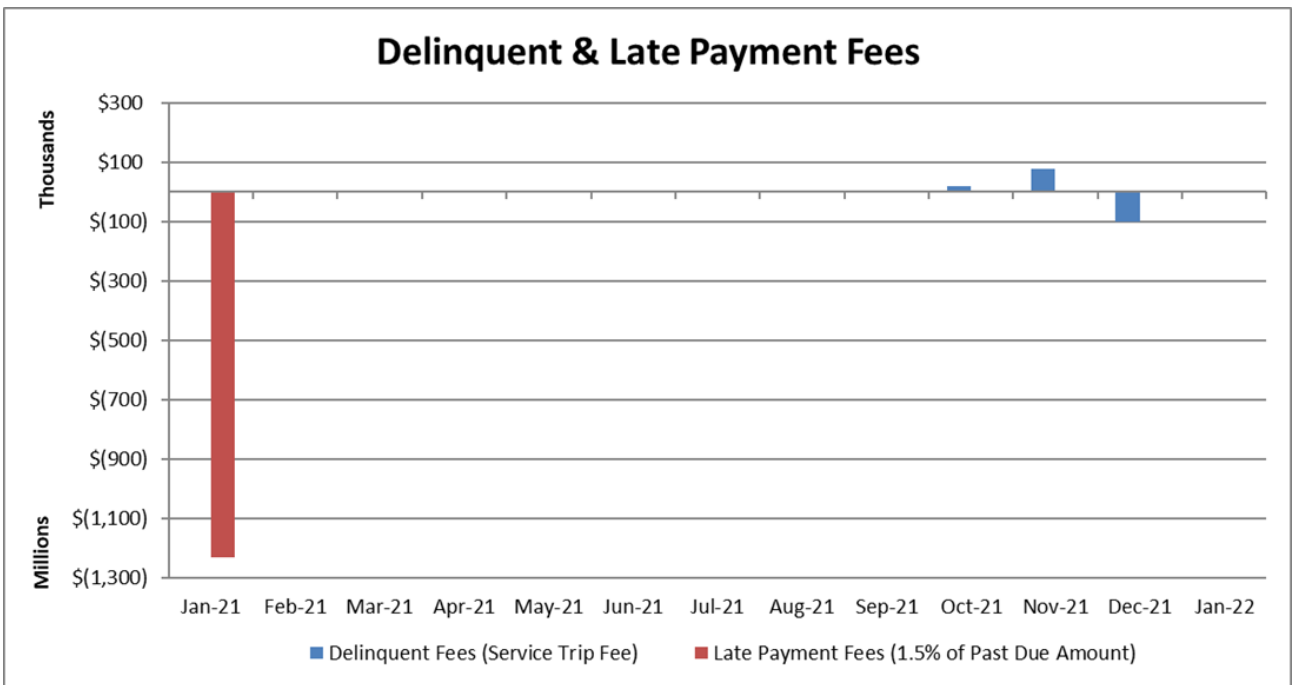 Delinquent & Late Payment Fees
Thousands
Millions
$300
$100
$(100)
$(300)
$(500)
$(700)
$(900)
$(1,100)
$(1,300)
Jan-21 Feb-21 Mar-21 Apr-21 May-21 Jun-21 Jul-21 Aug-21 Sep-21 Oct-21 Nov-21 Dec-21 Jan-22
Delinquent Fees (Service Trip Fee) Late Payment Fees (1.5% of Past Due Amount)